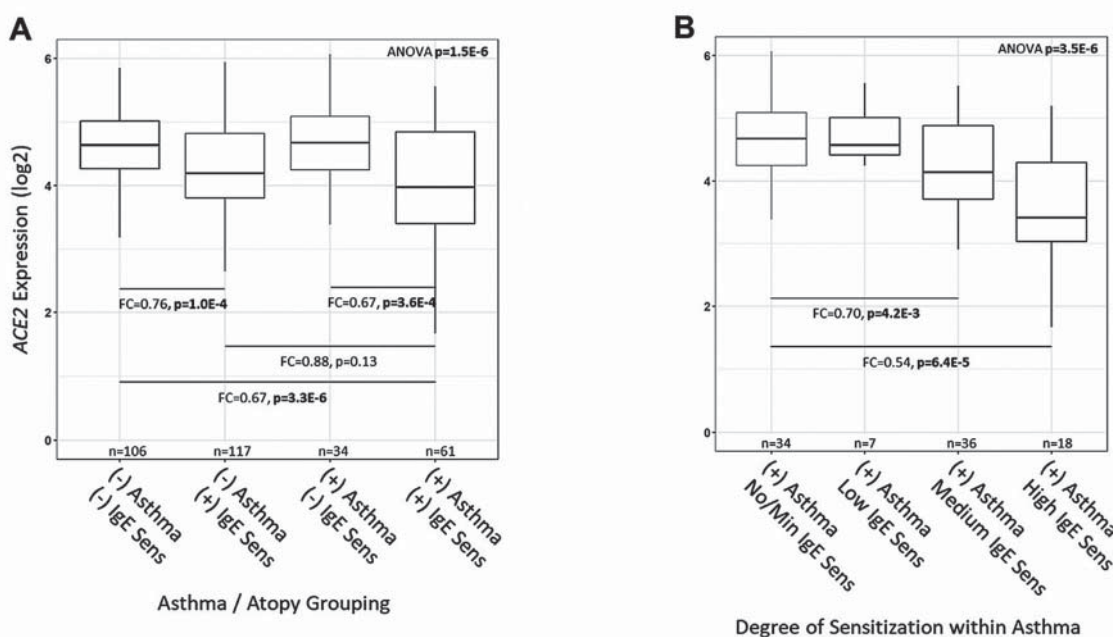 A
ANOVA p=1.5E-6
6
4
2
0
ACE2 Expression (log2)
FC=0.76, p=1.0E-4
FC=0.67, p=3.6E-4
FC=0.88, p=0.13
FC=0.67, p=3.3E-6
n=106
n=117
n=34
n=61
(-) Asthma
(-) IgE Sens
(-) Asthma
(+) IgE Sens
(+) Asthma
(-) IgE Sens
(+) Asthma
(+) IgE Sens
Asthma / Atopy Grouping
B
ANOVA p=3.5E-6
6
4
2
0
FC=0.70, p=4.2E-3
FC=0.54, p=6.4E-5
n=34
n=7
n=36
n=18
(+) Asthma
No/Min IgE Sens
(+) Asthma
Low IgE Sens
(+) Asthma
Medium IgE Sens
(+) Asthma
High IgE Sens
Degree of Sensitization within Asthma